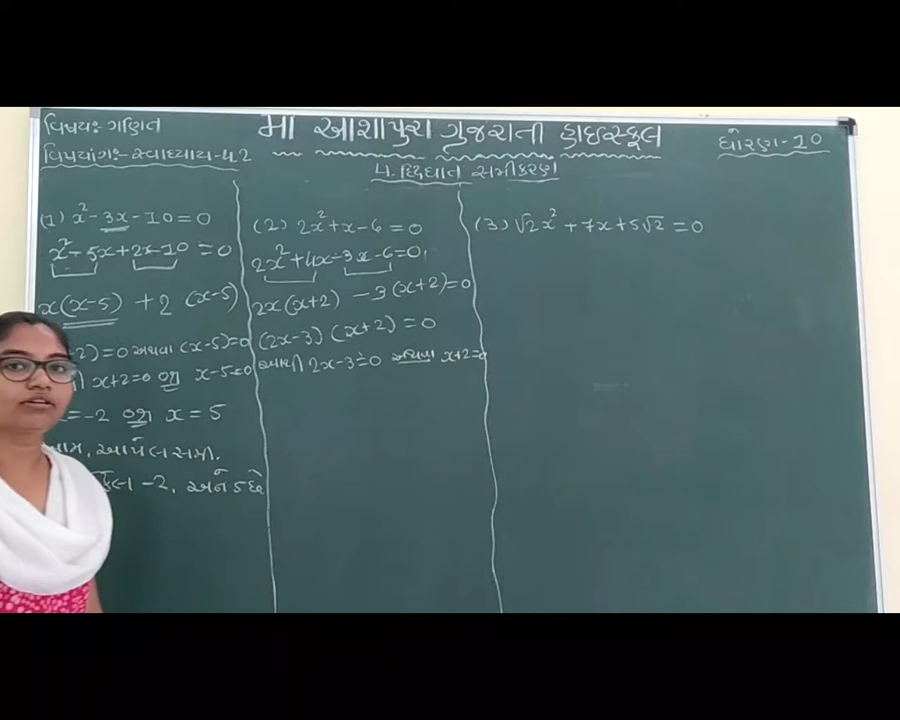 વિષય: ગણિત
મા આશાપુરા ગુજરાતી હાઇસ્કૂલ
ધોરણ-10
વિષયાંગ:- સ્વાધ્યાય-4.2
4. દ્વિઘાત સમીકરણ
(1) x² - 3x - 10 = 0
x² - 5x + 2x - 10 = 0
x(x-5) + 2 (x-5)
-2) = 0 અથવા (x-5) = 0
x+2=0 અથવા x-5=0
= -2 અથવા x = 5
આમ, આપેલ સમી.
-2, અને 5 છે
(2) 2x² + x - 6 = 0
2x² + 4x - 3x - 6 = 0
2x(x+2) - 3(x+2) = 0
(2x-3) (x+2) = 0
આથી 2x-3=0 અથવા x+2=0
(3) √2x² + 7x + 5√2 = 0